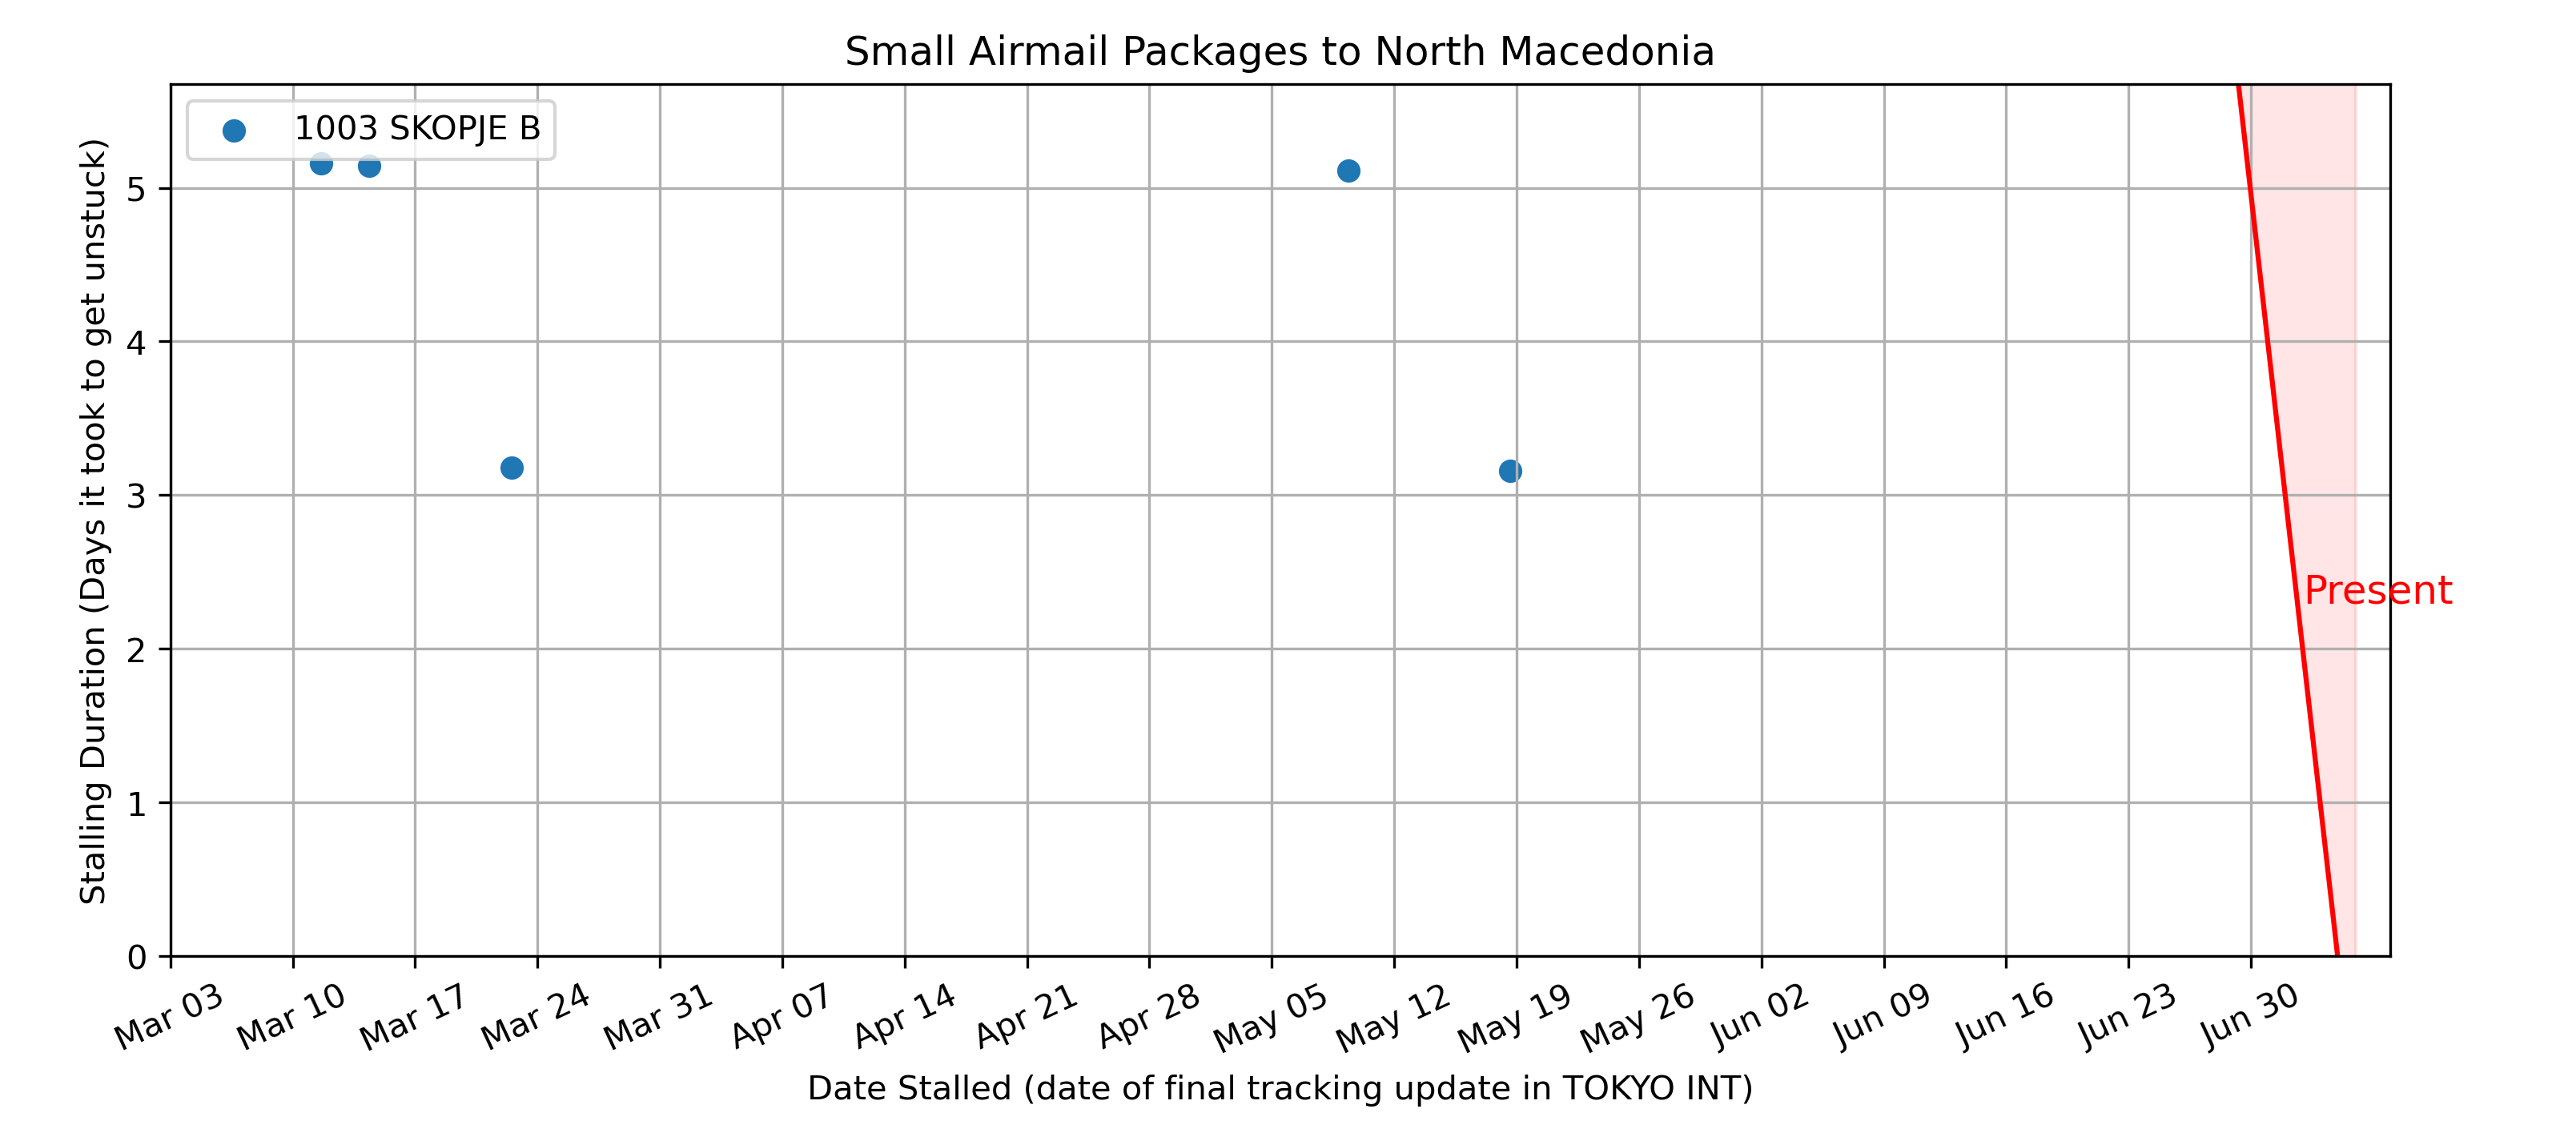 Small Airmail Packages to North Macedonia
1003 SKOPJE B
Stalling Duration (Days it took to get unstuck)
5
4
3
2
1
0
Present
Mar 03
Mar 10
Mar 17
Mar 24
Mar 31
Apr 07
Apr 14
Apr 21
Apr 28
May 05
May 12
May 19
May 26
Jun 02
Jun 09
Jun 16
Jun 23
Jun 30
Date Stalled (date of final tracking update in TOKYO INT)